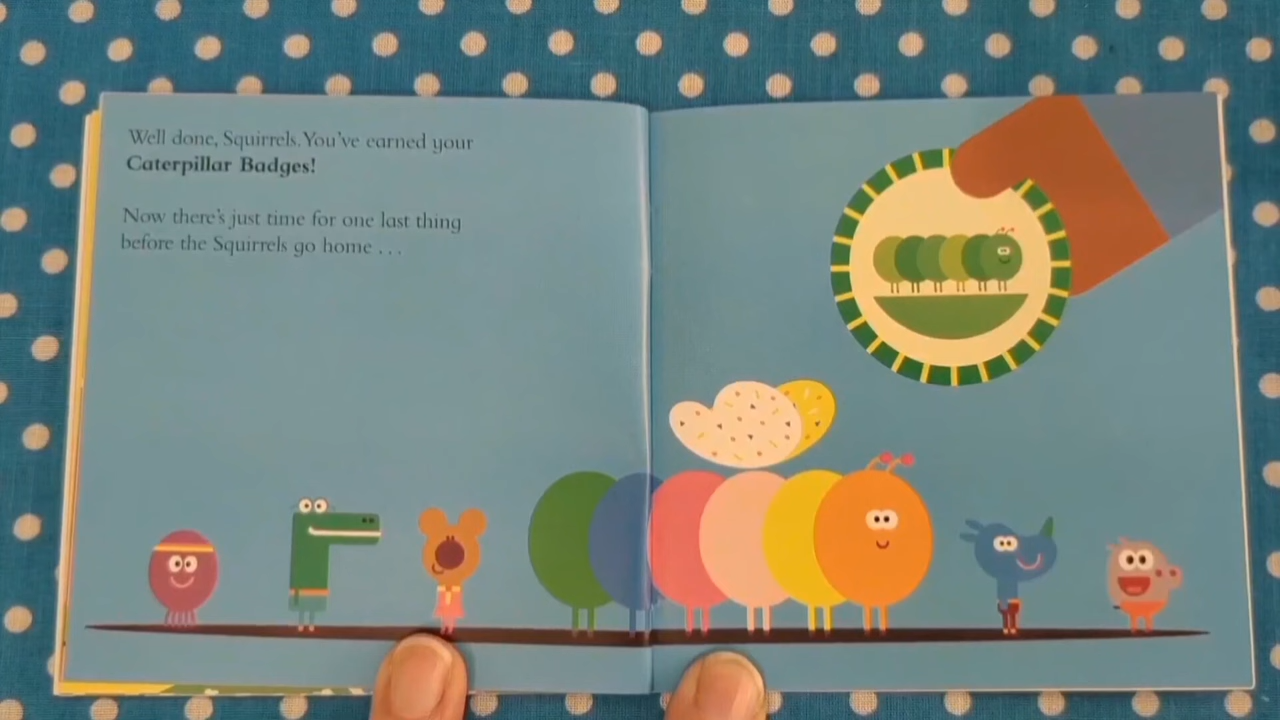 Well done, Squirrels. You've earned your
Caterpillar Badges!
Now there's just time for one last thing
before the Squirrels go home . . .